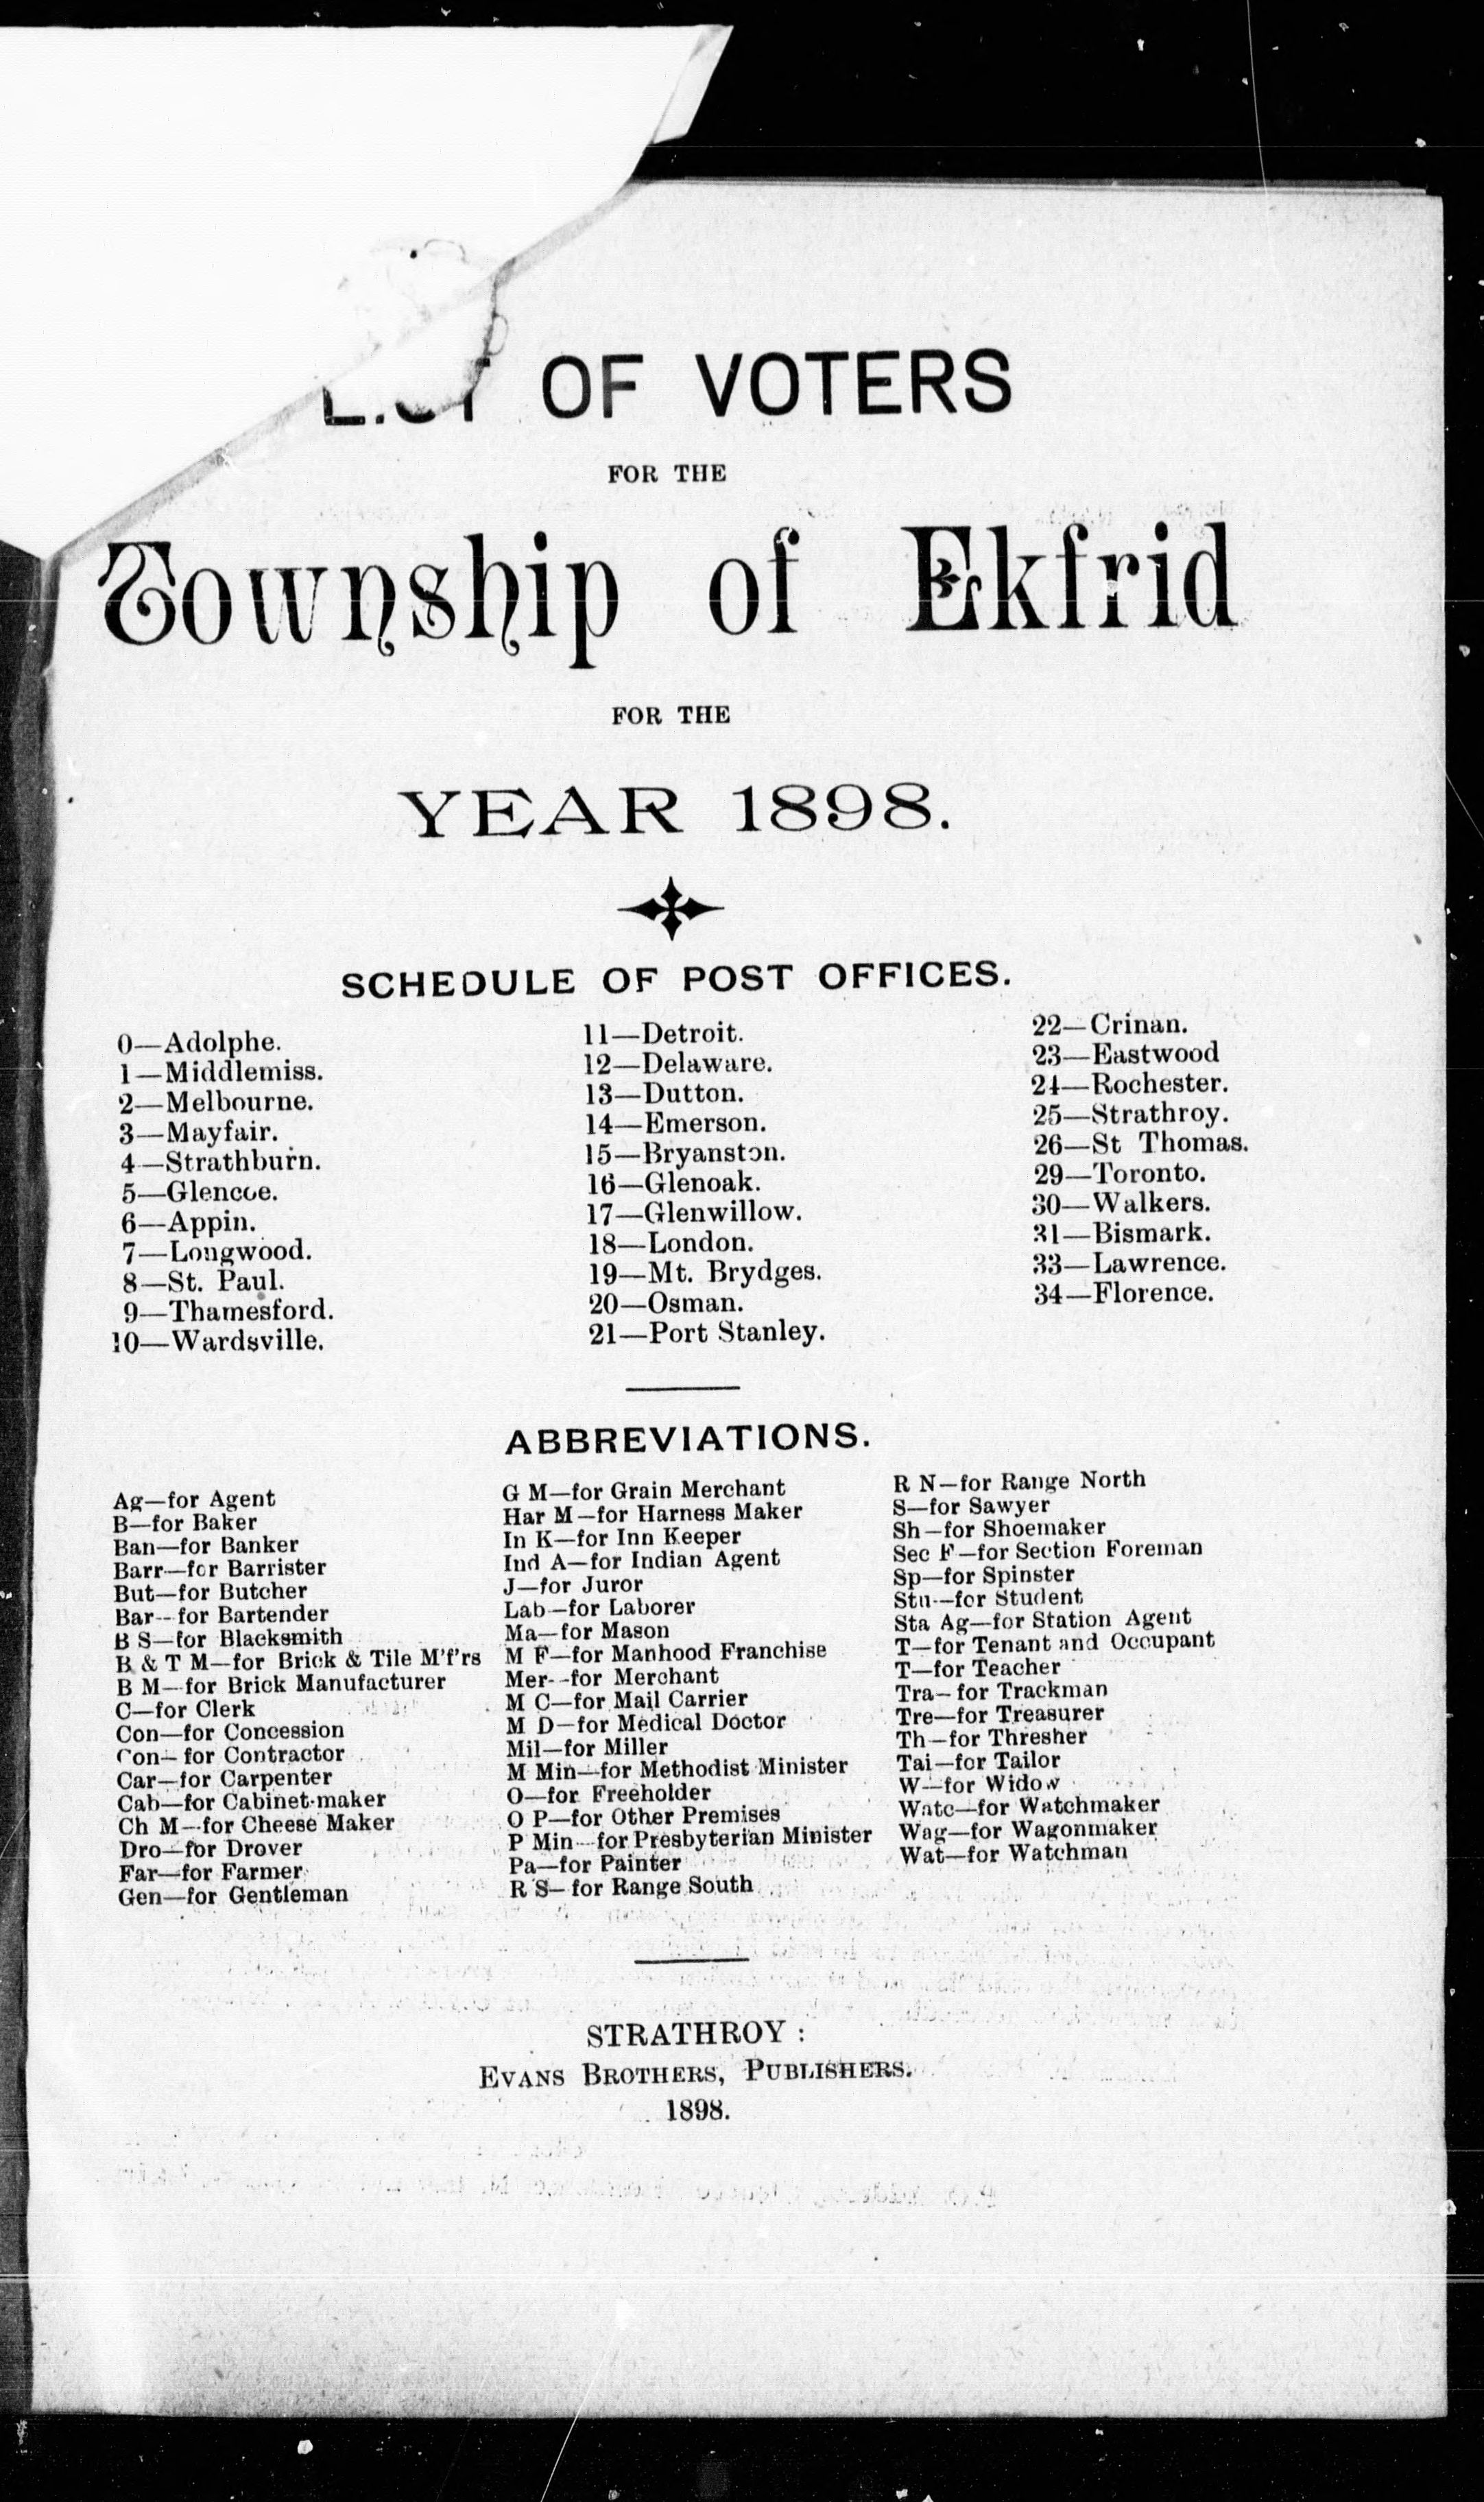 LIST OF VOTERS
FOR THE
Township of Ekfrid
FOR THE
YEAR 1898.
SCHEDULE OF POST OFFICES.
0—Adolphe.
1—Middlemiss.
2—Melbourne.
3—Mayfair.
4—Strathburn.
5—Glencoe.
6—Appin.
7—Longwood.
8—St. Paul.
9—Thamesford.
10—Wardsville.
11—Detroit.
12—Delaware.
13—Dutton.
14—Emerson.
15—Bryanston.
16—Glenoak.
17—Glenwillow.
18—London.
19—Mt. Brydges.
20—Osman.
21—Port Stanley.
22—Crinan.
23—Eastwood
24—Rochester.
25—Strathroy.
26—St Thomas.
29—Toronto.
30—Walkers.
31—Bismark.
33—Lawrence.
34—Florence.
ABBREVIATIONS.
Ag—for Agent
B—for Baker
Ban—for Banker
Barr—for Barrister
But—for Butcher
Bar—for Bartender
B S—for Blacksmith
B & T M—for Brick & Tile M'f'rs
B M—for Brick Manufacturer
C—for Clerk
Con—for Concession
Con—for Contractor
Car—for Carpenter
Cab—for Cabinet-maker
Ch M—for Cheese Maker
Dro—for Drover
Far—for Farmer
Gen—for Gentleman
G M—for Grain Merchant
Har M—for Harness Maker
In K—for Inn Keeper
Ind A—for Indian Agent
J—for Juror
Lab—for Laborer
Ma—for Mason
M F—for Manhood Franchise
Mer—for Merchant
M C—for Mail Carrier
M D—for Medical Doctor
Mil—for Miller
M Min—for Methodist Minister
O—for Freeholder
O P—for Other Premises
P Min—for Presbyterian Minister
Pa—for Painter
R S—for Range South
R N—for Range North
S—for Sawyer
Sh—for Shoemaker
Sec F—for Section Foreman
Sp—for Spinster
Stu—for Student
Sta Ag—for Station Agent
T—for Tenant and Occupant
T—for Teacher
Tra—for Trackman
Tre—for Treasurer
Th—for Thresher
Tai—for Tailor
W—for Widow
Watc—for Watchmaker
Wag—for Wagonmaker
Wat—for Watchman
STRATHROY:
EVANS BROTHERS, PUBLISHERS.
1898.